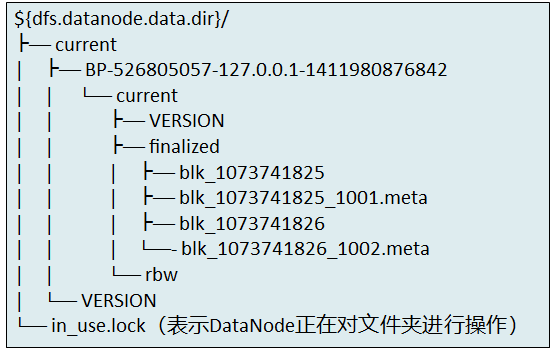 ${dfs.datanode.data.dir}/
├── current
│ ├── BP-526805057-127.0.0.1-1411980876842
│ │ └── current
│ │ ├── VERSION
│ │ ├── finalized
│ │ │ ├── blk_1073741825
│ │ │ ├── blk_1073741825_1001.meta
│ │ │ ├── blk_1073741826
│ │ │ └──- blk_1073741826_1002.meta
│ │ └── rbw
│ └── VERSION
└── in_use.lock（表示DataNode正在对文件夹进行操作）